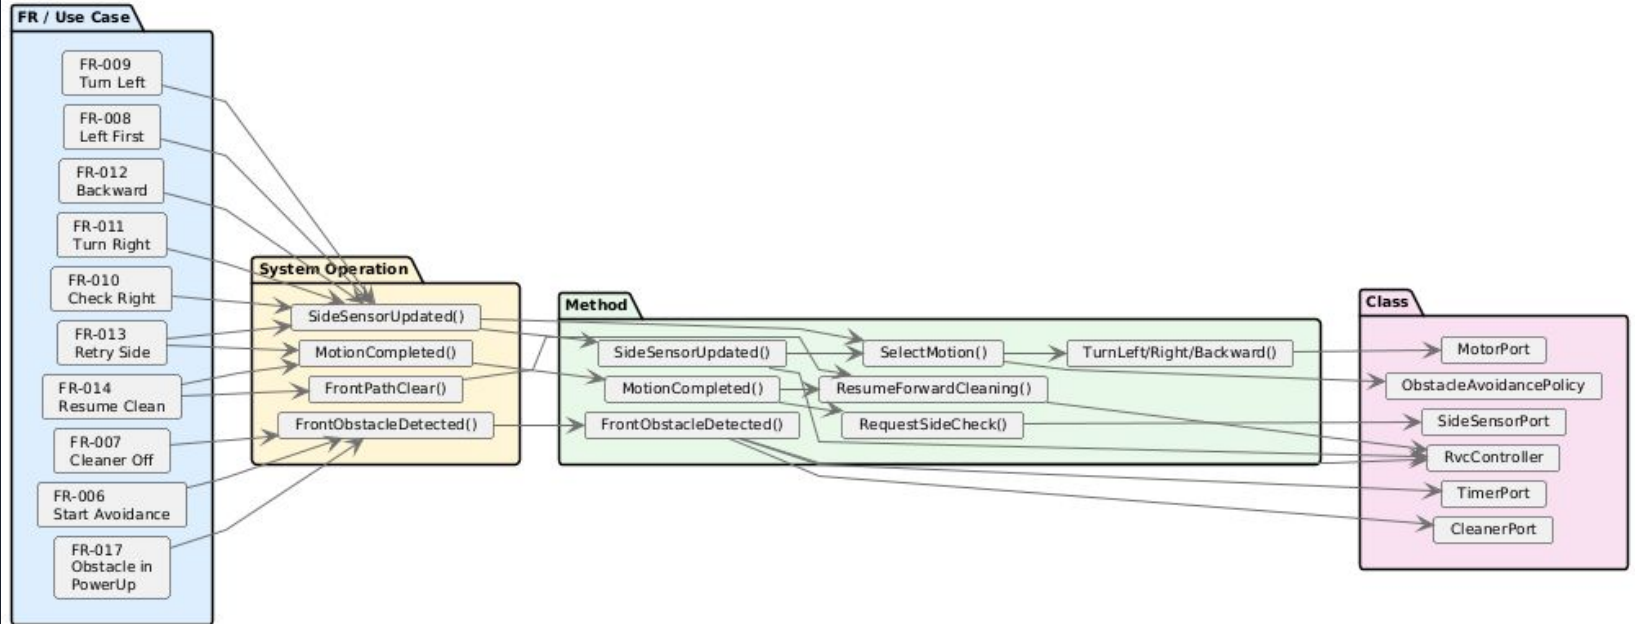 FR / Use Case
FR-009
Turn Left
FR-008
Left First
FR-012
Backward
FR-011
Turn Right
FR-010
Check Right
FR-013
Retry Side
FR-014
Resume Clean
FR-007
Cleaner Off
FR-006
Start Avoidance
FR-017
Obstacle in
PowerUp
System Operation
SideSensorUpdated()
MotionCompleted()
FrontPathClear()
FrontObstacleDetected()
Method
SideSensorUpdated()
MotionCompleted()
FrontObstacleDetected()
SelectMotion()
ResumeForwardCleaning()
RequestSideCheck()
TurnLeft/Right/Backward()
Class
MotorPort
ObstacleAvoidancePolicy
SideSensorPort
RvcController
TimerPort
CleanerPort